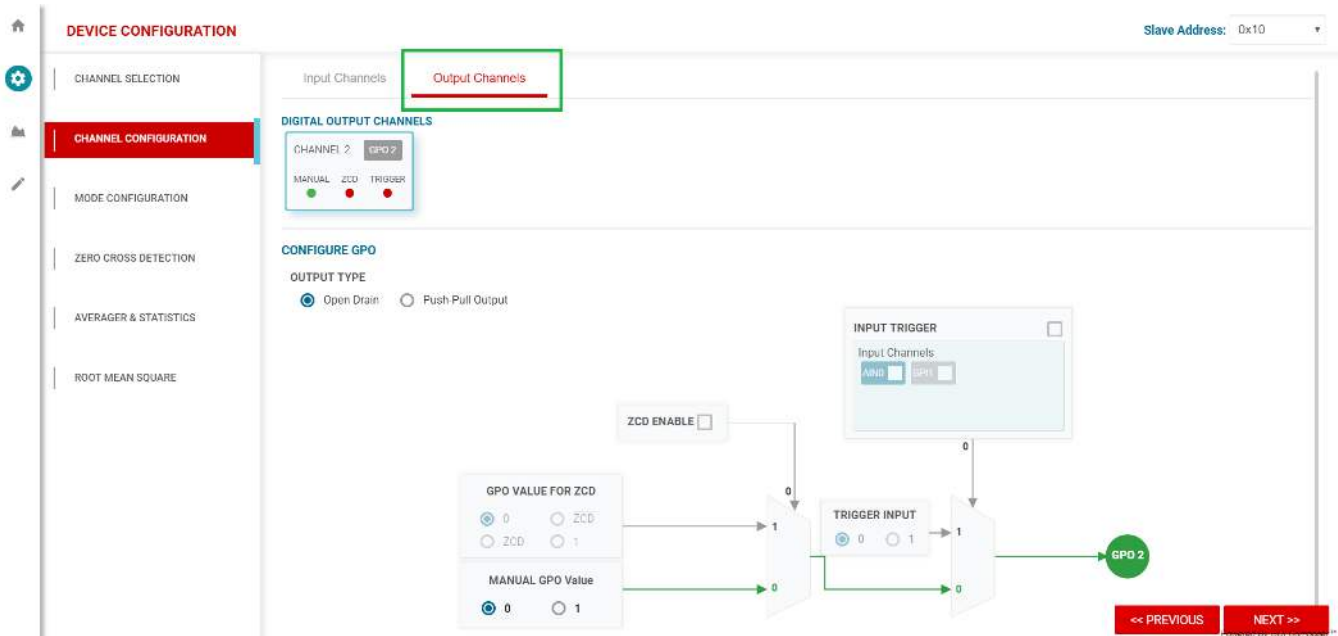 DEVICE CONFIGURATION
Slave Address: 0x10
CHANNEL SELECTION
CHANNEL CONFIGURATION
MODE CONFIGURATION
ZERO CROSS DETECTION
AVERAGER & STATISTICS
ROOT MEAN SQUARE
Input Channels Output Channels
DIGITAL OUTPUT CHANNELS
CHANNEL 2 GPO 2
MANUAL ZCD TRIGGER
CONFIGURE GPO
OUTPUT TYPE
Open Drain Push-Pull Output
INPUT TRIGGER
Input Channels
AIN0 GPI1
ZCD ENABLE
0
GPO VALUE FOR ZCD
0 ZCD
ZCD 1
0
1
TRIGGER INPUT
0 1
1
GPO 2
MANUAL GPO Value
0 1
0
0
<< PREVIOUS NEXT >>